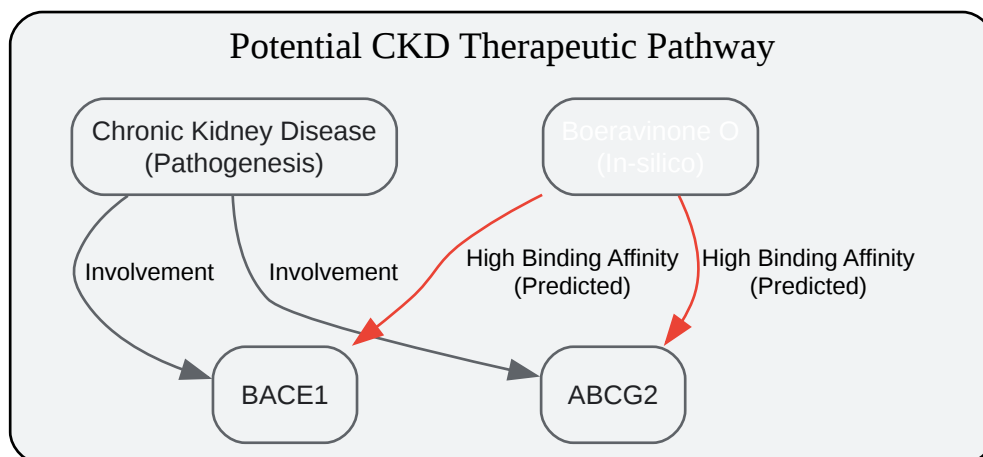 Potential CKD Therapeutic Pathway
Chronic Kidney Disease
(Pathogenesis)
Boeravinone O
(In-silico)
Involvement
Involvement
High Binding Affinity
(Predicted)
High Binding Affinity
(Predicted)
BACE1
ABCG2